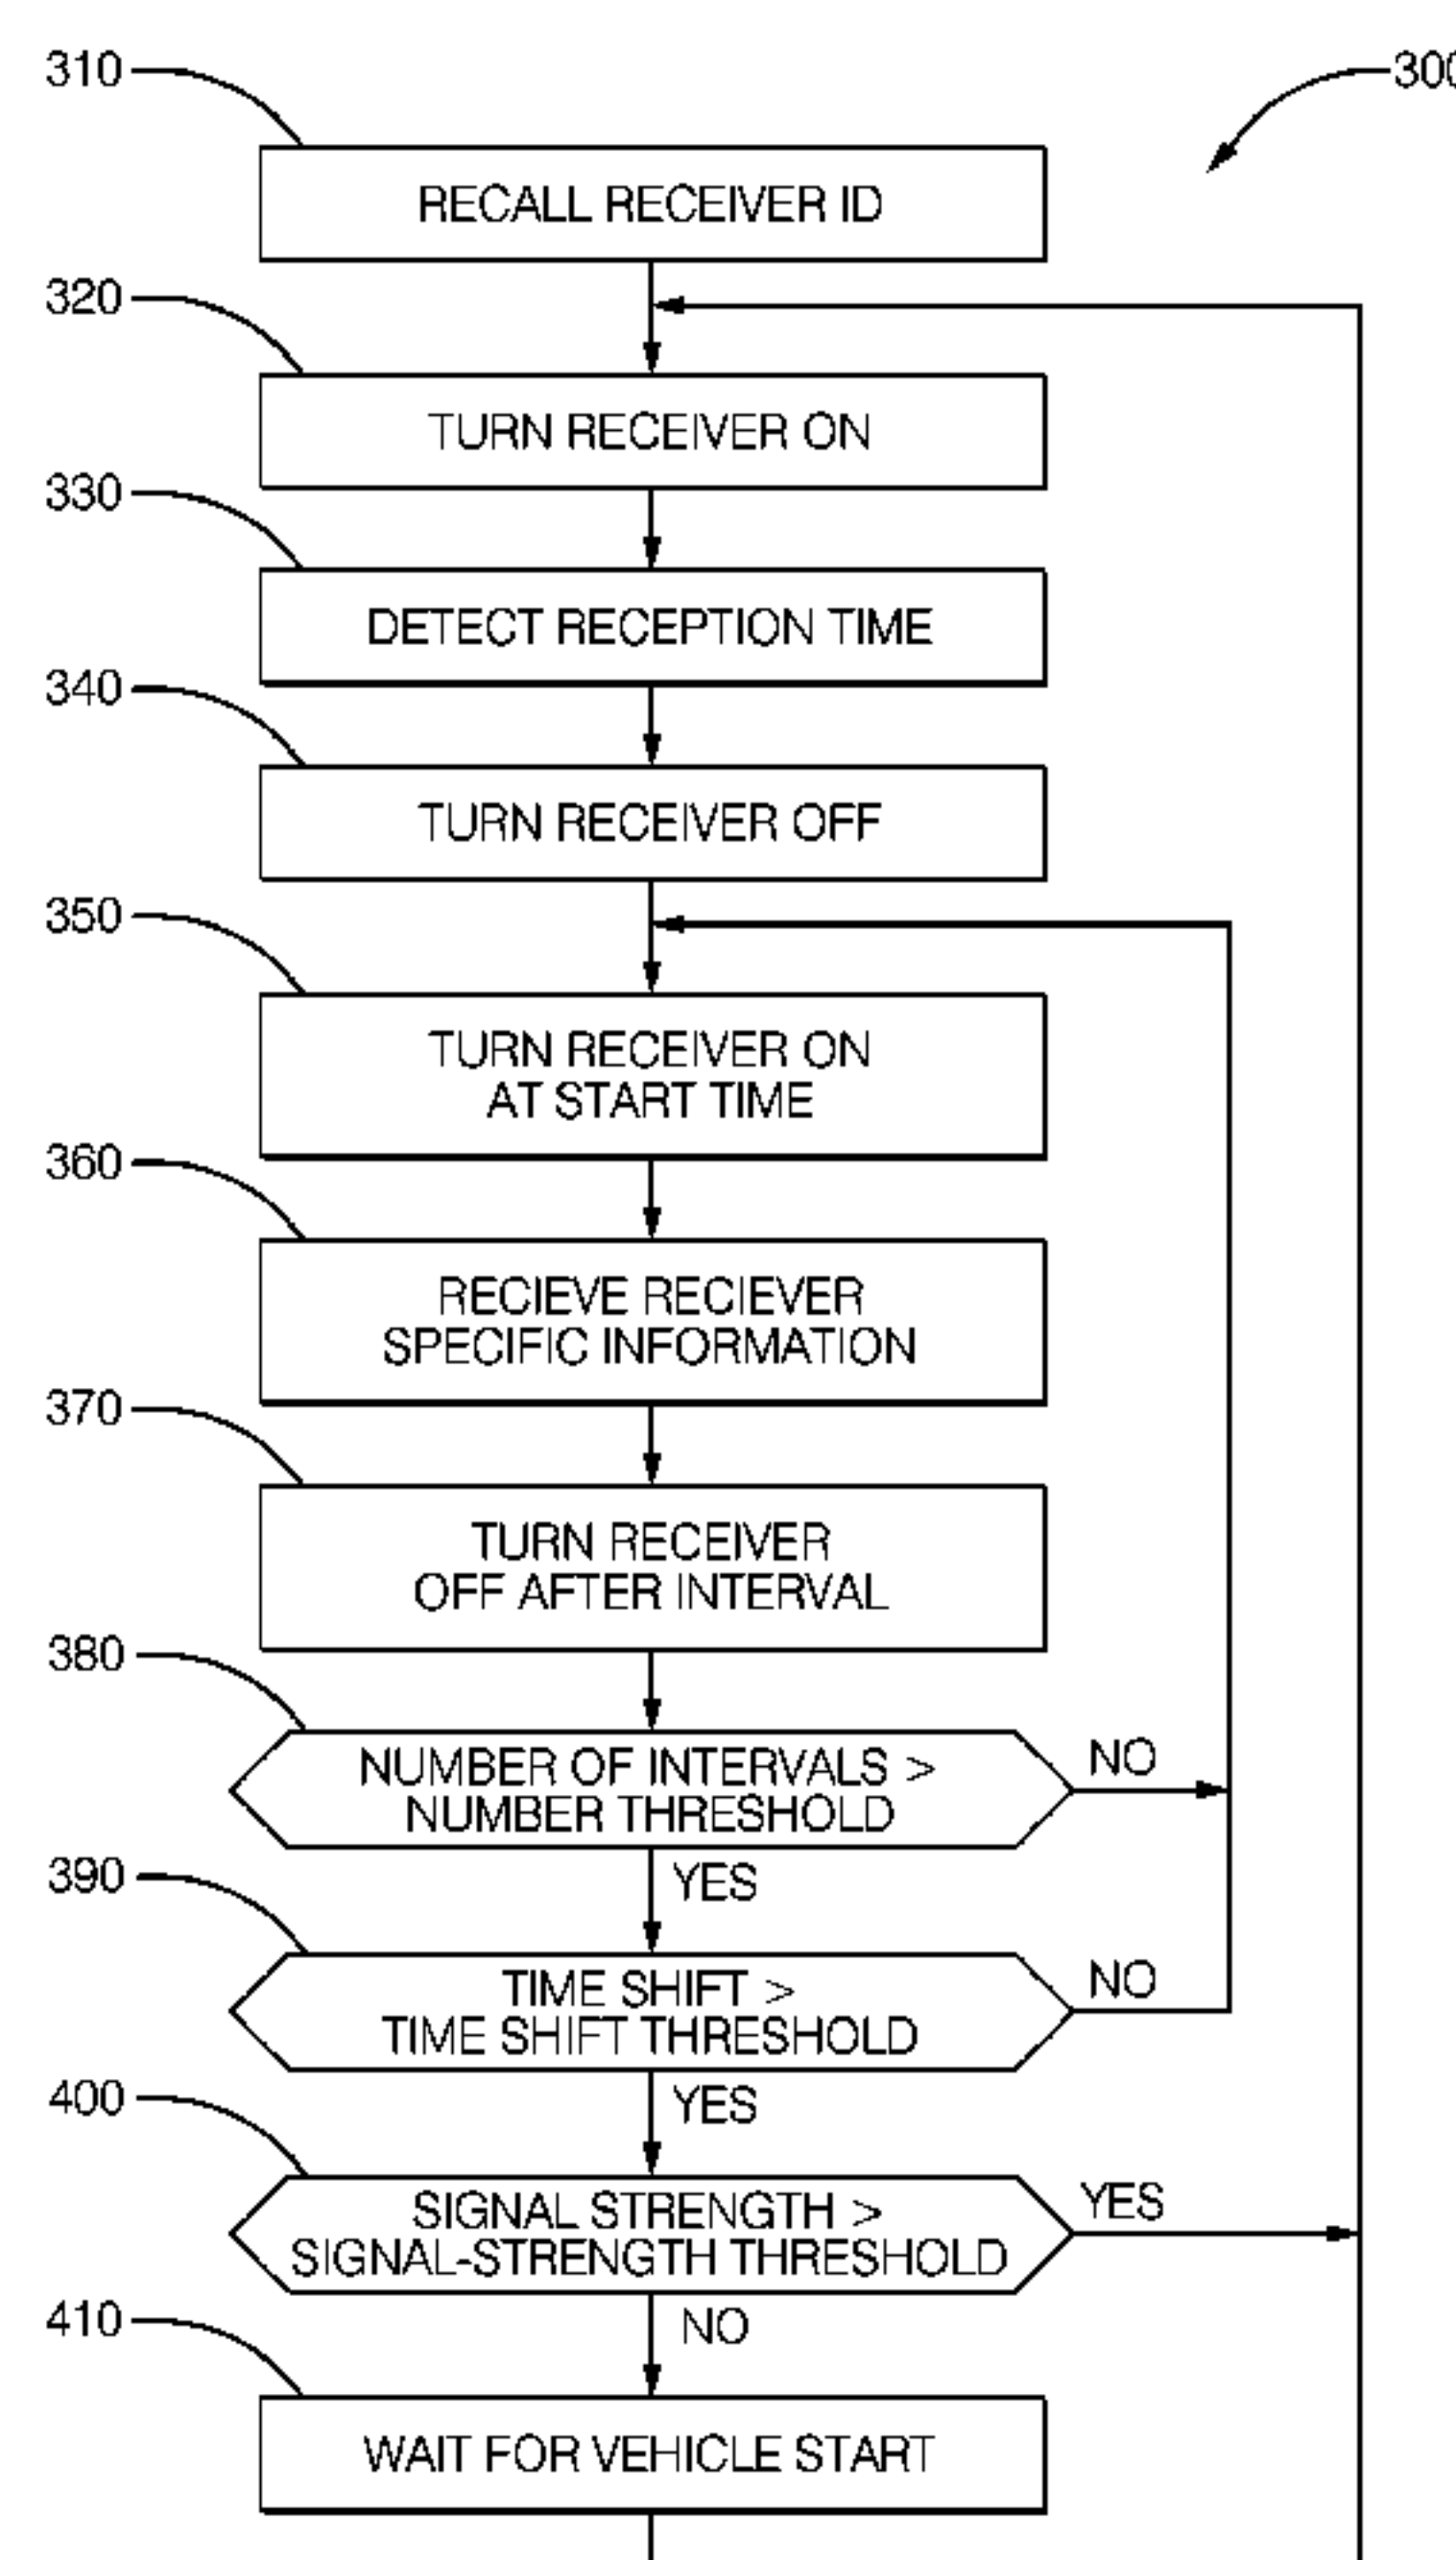 310
300
RECALL RECEIVER ID
320
TURN RECEIVER ON
330
DETECT RECEPTION TIME
340
TURN RECEIVER OFF
350
TURN RECEIVER ON
AT START TIME
360
RECIEVE RECIEVER
SPECIFIC INFORMATION
370
TURN RECEIVER
OFF AFTER INTERVAL
380
NUMBER OF INTERVALS >
NUMBER THRESHOLD
NO
YES
390
TIME SHIFT >
TIME SHIFT THRESHOLD
NO
YES
400
SIGNAL STRENGTH >
SIGNAL-STRENGTH THRESHOLD
YES
NO
410
WAIT FOR VEHICLE START